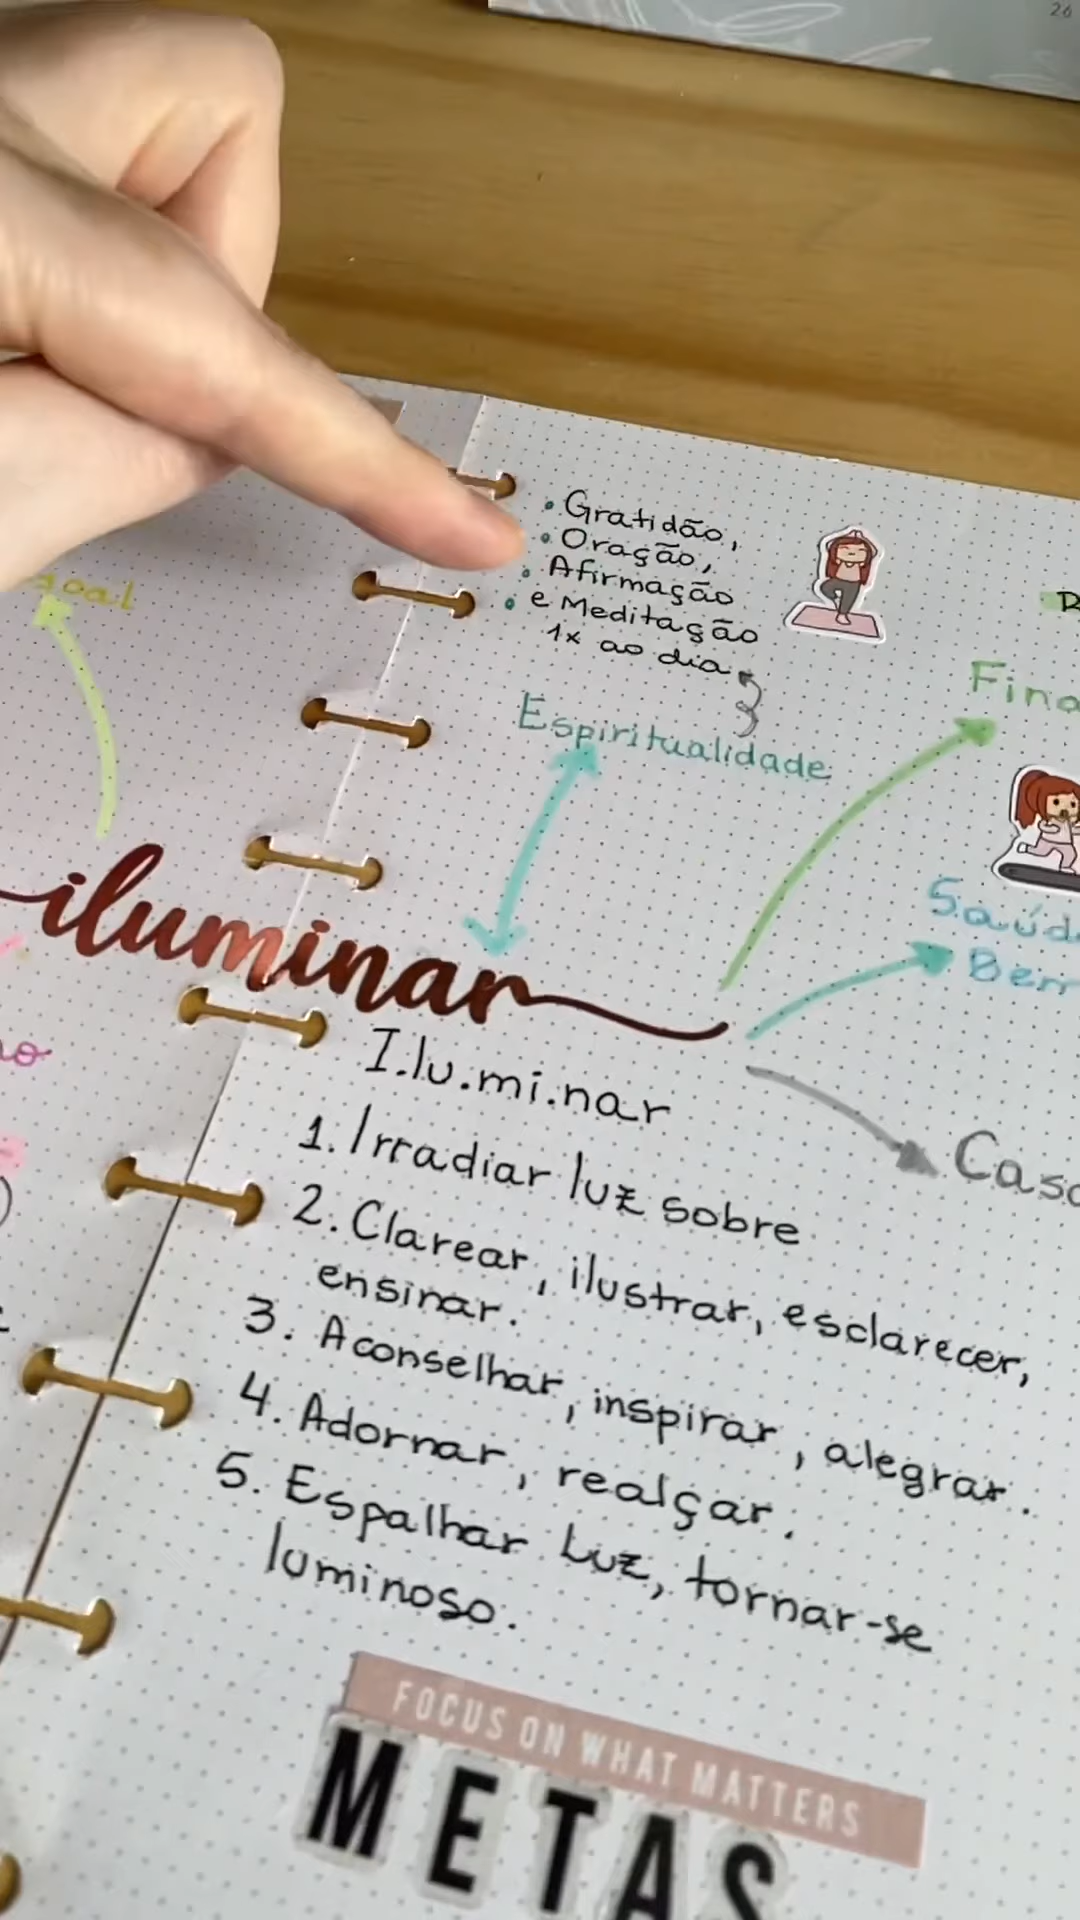 26
Gratidão,
Oração,
Afirmação
e Meditação
1x ao dia
Espiritualidade
iluminar
I.lu.mi.nar
1. Irradiar luz sobre
2. Clarear, ilustrar, esclarecer,
ensinar.
3. Aconselhar, inspirar, alegrar.
4. Adornar, realçar.
5. Espalhar Luz, tornar-se
luminoso.
FOCUS ON WHAT MATTERS
METAS